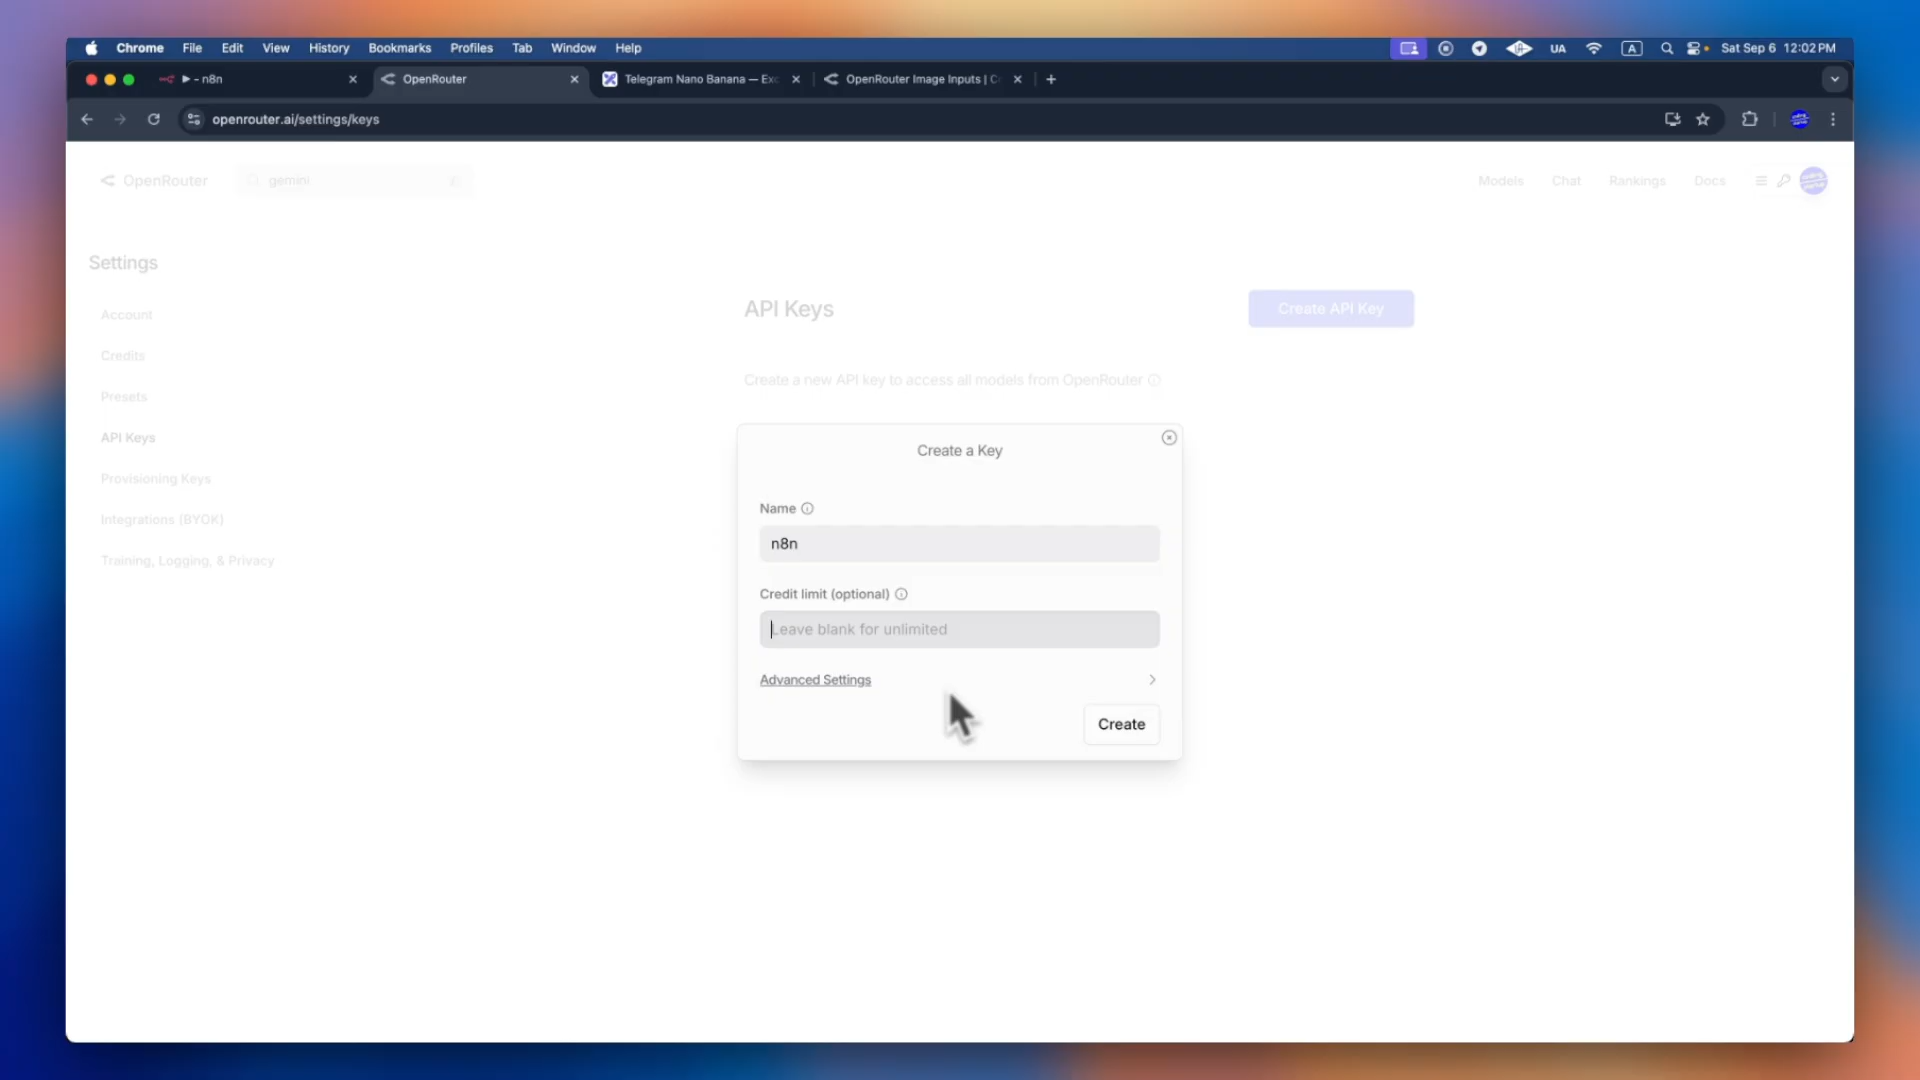 Chrome File Edit View History Bookmarks Profiles Tab Window Help UA A Sat Sep 6 12:02 PM
- n8n OpenRouter Telegram Nano Banana — Exc OpenRouter Image Inputs | C
openrouter.ai/settings/keys
OpenRouter gemini Models Chat Rankings Docs
Settings
Account
Credits
Presets
API Keys
Provisioning Keys
Integrations (BYOK)
Training, Logging, & Privacy
API Keys Create API Key
Create a new API key to access all models from OpenRouter
Create a Key
Name
n8n
Credit limit (optional)
Leave blank for unlimited
Advanced Settings
Create